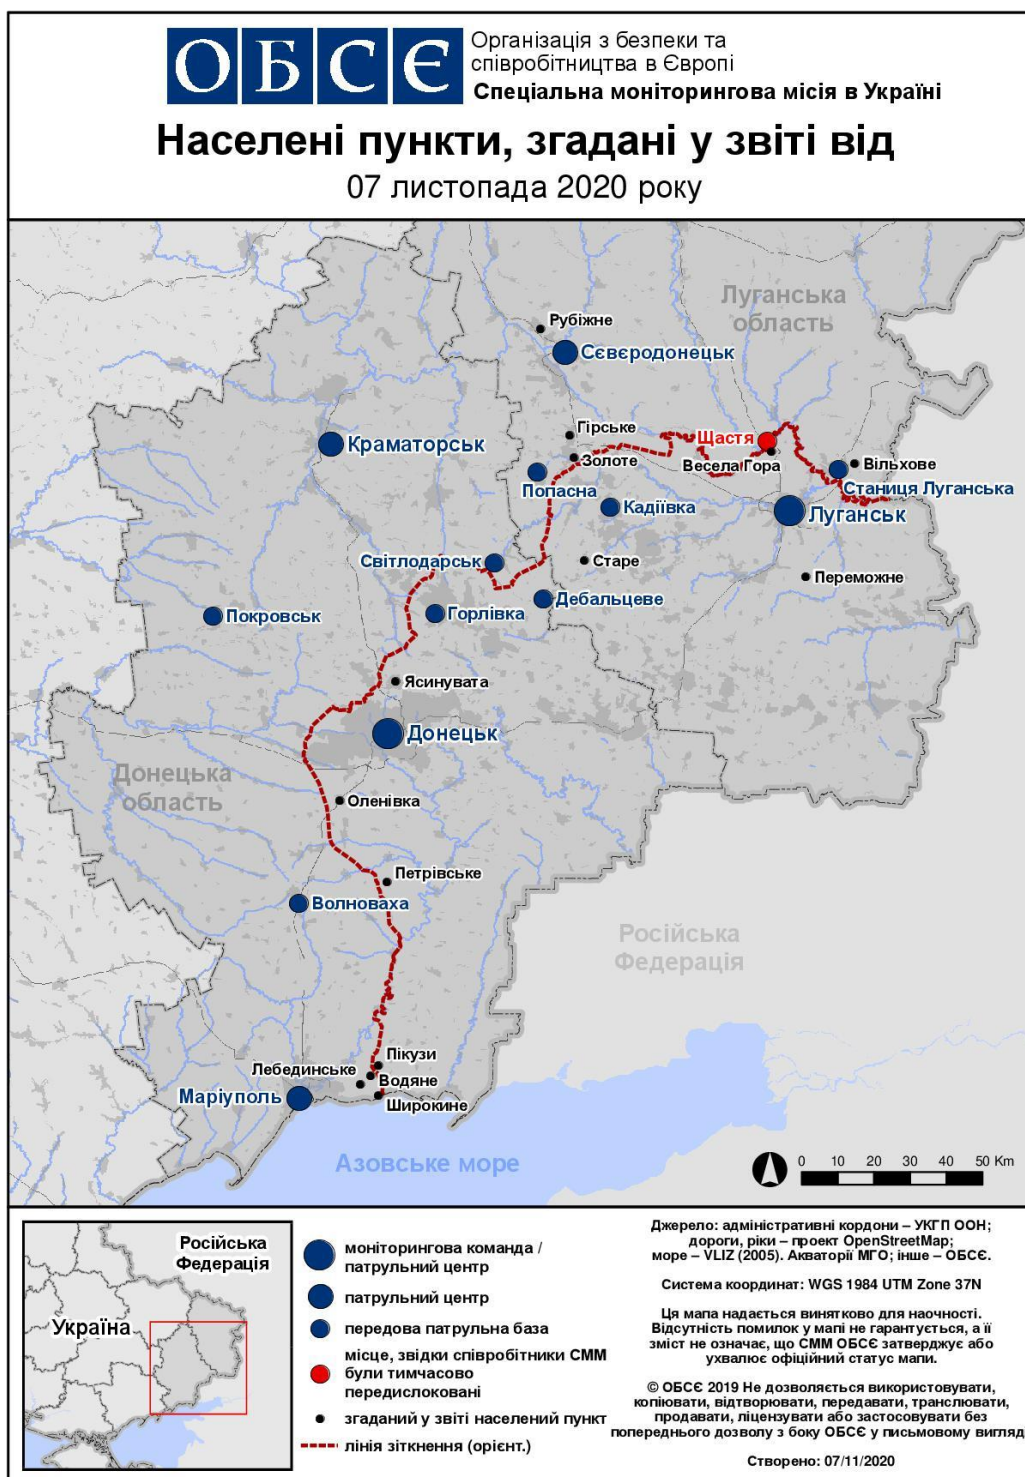 ОБСЄ
Організація з безпеки та
співробітництва в Європі
Спеціальна моніторингова місія в Україні
Населені пункти, згадані у звіті від
07 листопада 2020 року
Луганська
область
Рубіжне
Сєвєродонецьк
Гірське
Щастя
Краматорськ
Золоте
Весела Гора
Вільхове
Попасна
Станиця Луганська
Кадіївка
Луганськ
Світлодарськ
Старе
Переможне
Дебальцеве
Покровськ
Горлівка
Ясинувата
Донецьк
Донецька
область
Оленівка
Петрівське
Волноваха
Російська
Федерація
Пікузи
Лебединське
Водяне
Маріуполь
Широкине
Азовське море
0 10 20 30 40 50 Km
Російська
Федерація
Україна
моніторингова команда /
патрульний центр
патрульний центр
передова патрульна база
місце, звідки співробітники СММ
були тимчасово
передислоковані
згаданий у звіті населений пункт
лінія зіткнення (орієнт.)
Джерело: адміністративні кордони – УКГП ООН;
дороги, ріки – проект OpenStreetMap;
море – VLIZ (2005). Акваторії МГО; інше – ОБСЄ.
Система координат: WGS 1984 UTM Zone 37N
Ця мапа надається винятково для наочності.
Відсутність помилок у мапі не гарантується, а її
зміст не означає, що СММ ОБСЄ затверджує або
ухвалює офіційний статус мапи.
© ОБСЄ 2019 Не дозволяється використовувати,
копіювати, відтворювати, передавати, транслювати,
продавати, ліцензувати або застосовувати без
попереднього дозволу з боку ОБСЄ у письмовому вигляд
Створено: 07/11/2020